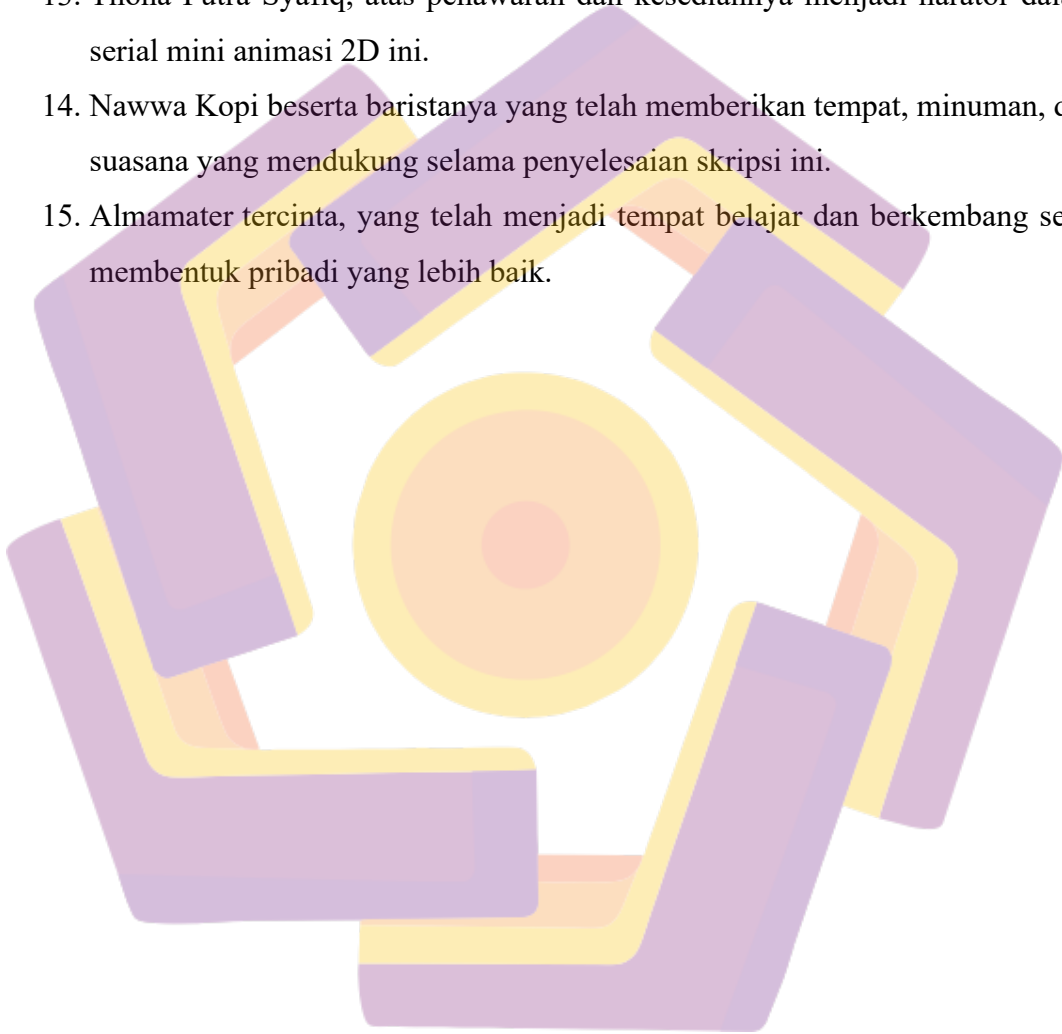 Putra Syafiq, atas penawaran dan kesediannya menjadi narator
serial mini animasi 2D ini.
14. Nawwa Kopi beserta baristanya yang telah memberikan tempat, minuman,
suasana yang mendukung selama penyelesaian skripsi ini.
15. Almamater tercinta, yang telah menjadi tempat belajar dan berkembang
membentuk pribadi yang lebih baik.